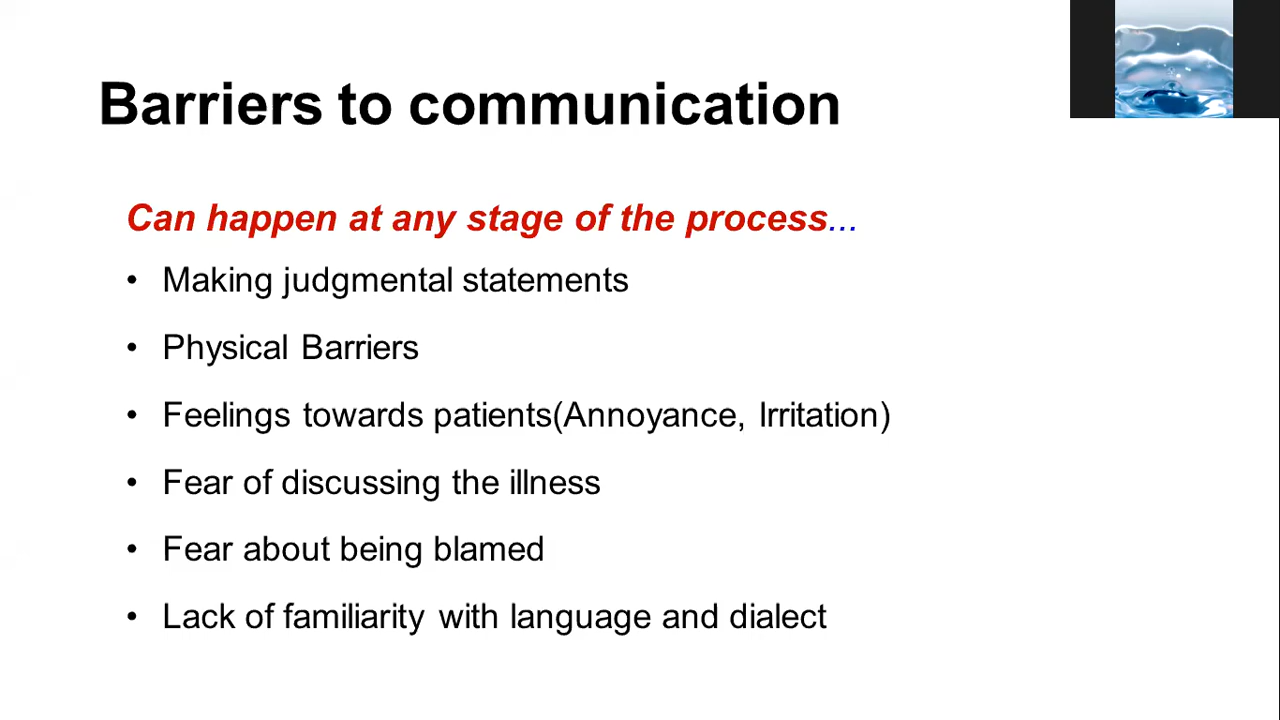 Barriers to communication
Can happen at any stage of the process...
• Making judgmental statements
• Physical Barriers
• Feelings towards patients(Annoyance, Irritation)
• Fear of discussing the illness
• Fear about being blamed
• Lack of familiarity with language and dialect